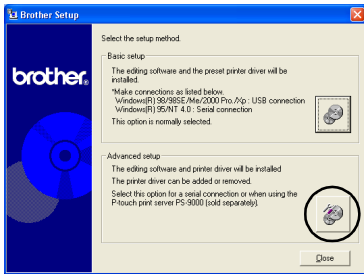 Brother Setup
brother.
Select the setup method.
Basic setup
The editing software and the preset printer driver will be
installed.
*Make connections as listed below.
Windows(R) 98/98SE/Me/2000 Pro./Xp : USB connection
Windows(R) 95/NT 4.0 : Serial connection
This option is normally selected.
Advanced setup
The editing software and printer driver will be installed
The printer driver can be added or removed.
Select this option for a serial connection or when using the
P-touch print server PS-9000 (sold separately).
Close